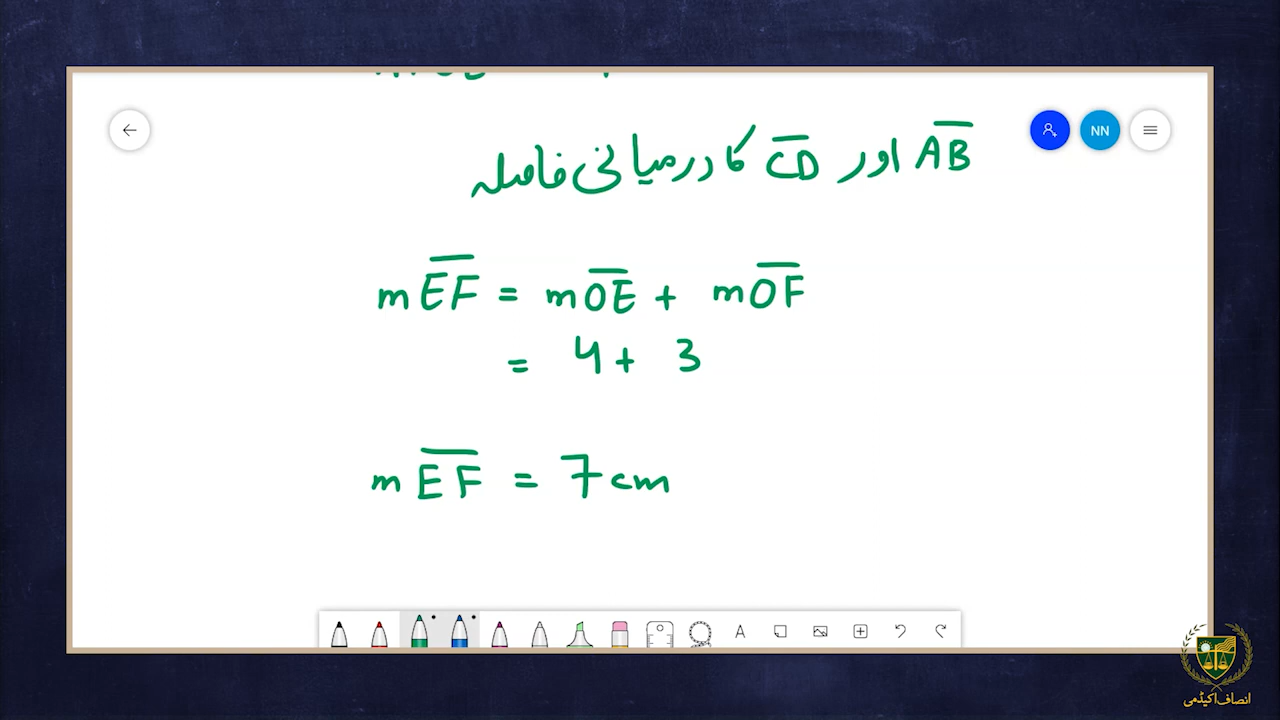 NN
AB اور CD کا درمیانی فاصلہ
mEF = mOE + mOF
= 4 + 3
mEF = 7cm
A
انصاف اکیڈمی